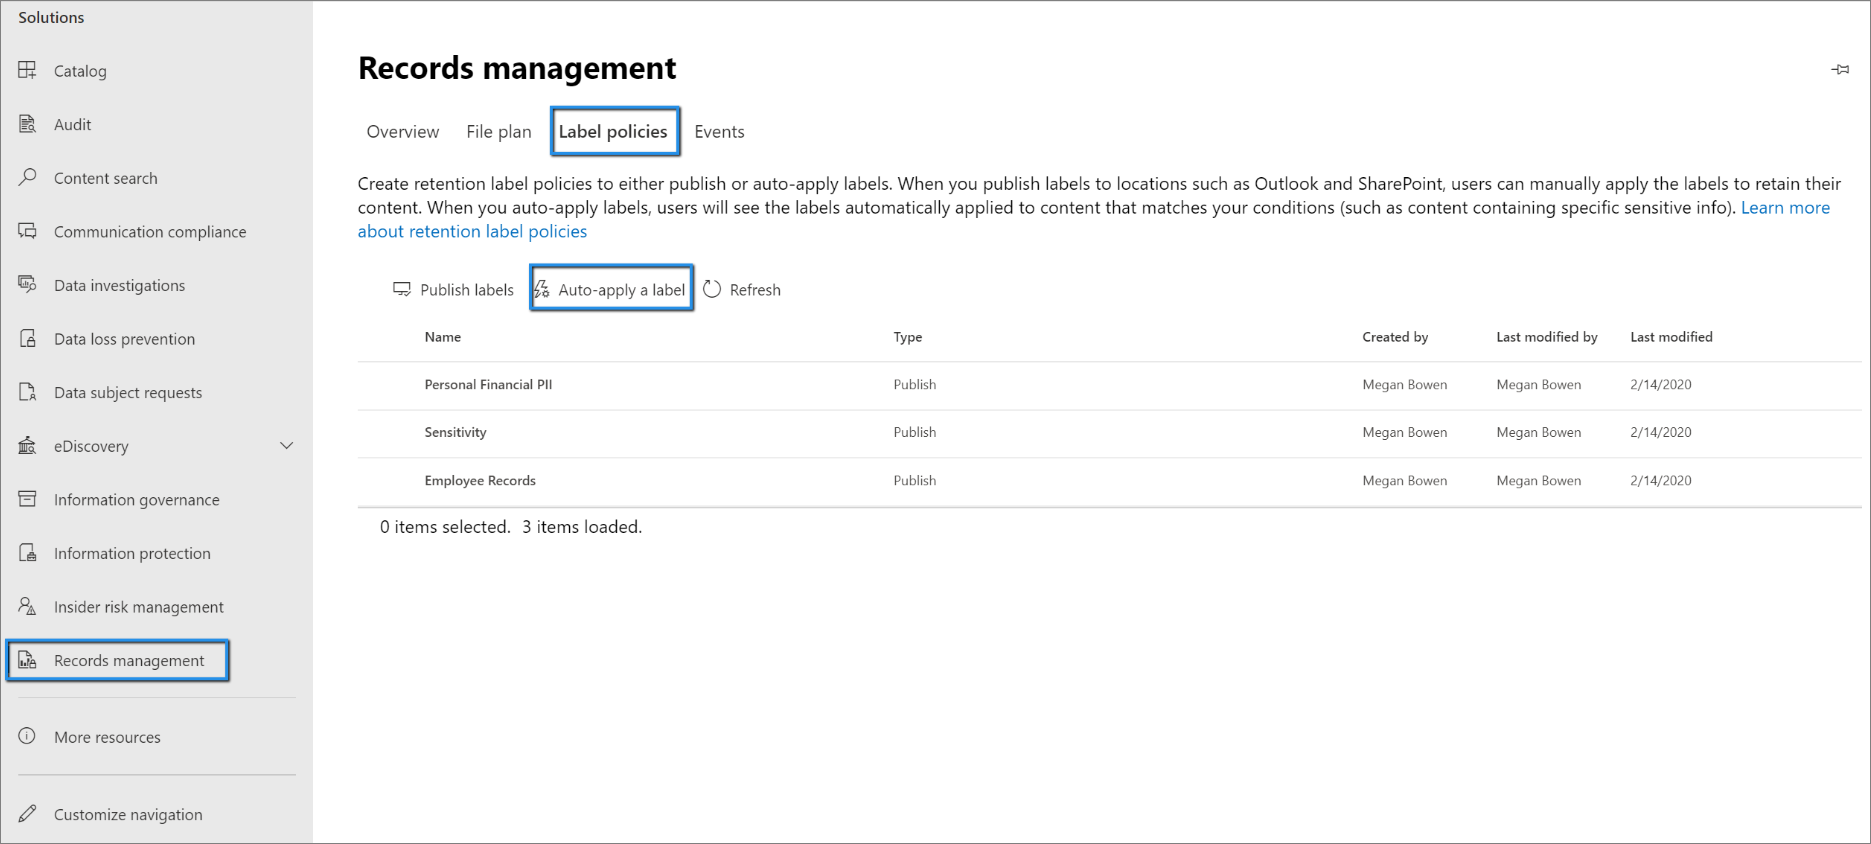 Solutions
Catalog
Audit
Content search
Communication compliance
Data investigations
Data loss prevention
Data subject requests
eDiscovery
Information governance
Information protection
Insider risk management
Records management
More resources
Customize navigation
Records management
Overview File plan Label policies Events
Create retention label policies to either publish or auto-apply labels. When you publish labels to locations such as Outlook and SharePoint, users can manually apply the labels to retain their
content. When you auto-apply labels, users will see the labels automatically applied to content that matches your conditions (such as content containing specific sensitive info). Learn more
about retention label policies
Publish labels Auto-apply a label Refresh
Name Type Created by Last modified by Last modified
Personal Financial PII Publish Megan Bowen Megan Bowen 2/14/2020
Sensitivity Publish Megan Bowen Megan Bowen 2/14/2020
Employee Records Publish Megan Bowen Megan Bowen 2/14/2020
0 items selected. 3 items loaded.